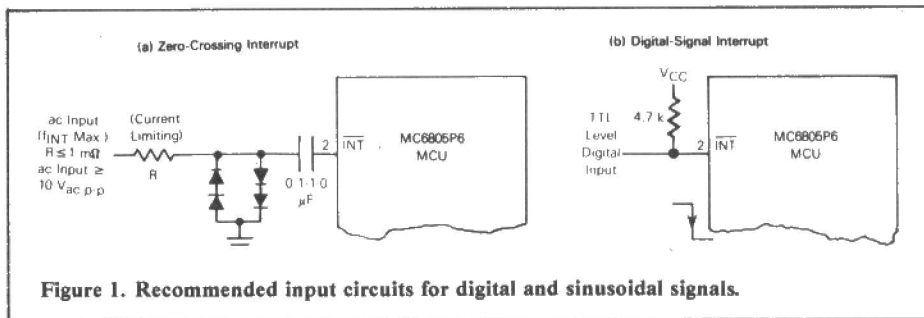 (a) Zero-Crossing Interrupt
ac Input
(fINT Max)
R ≤ 1 mΩ
ac Input ≥
10 Vac p-p
(Current
Limiting)
R
0.1-1.0
μF
2
INT
MC6805P6
MCU
(b) Digital-Signal Interrupt
VCC
4.7 k
TTL
Level
Digital
Input
2
INT
MC6805P6
MCU
Figure 1. Recommended input circuits for digital and sinusoidal signals.